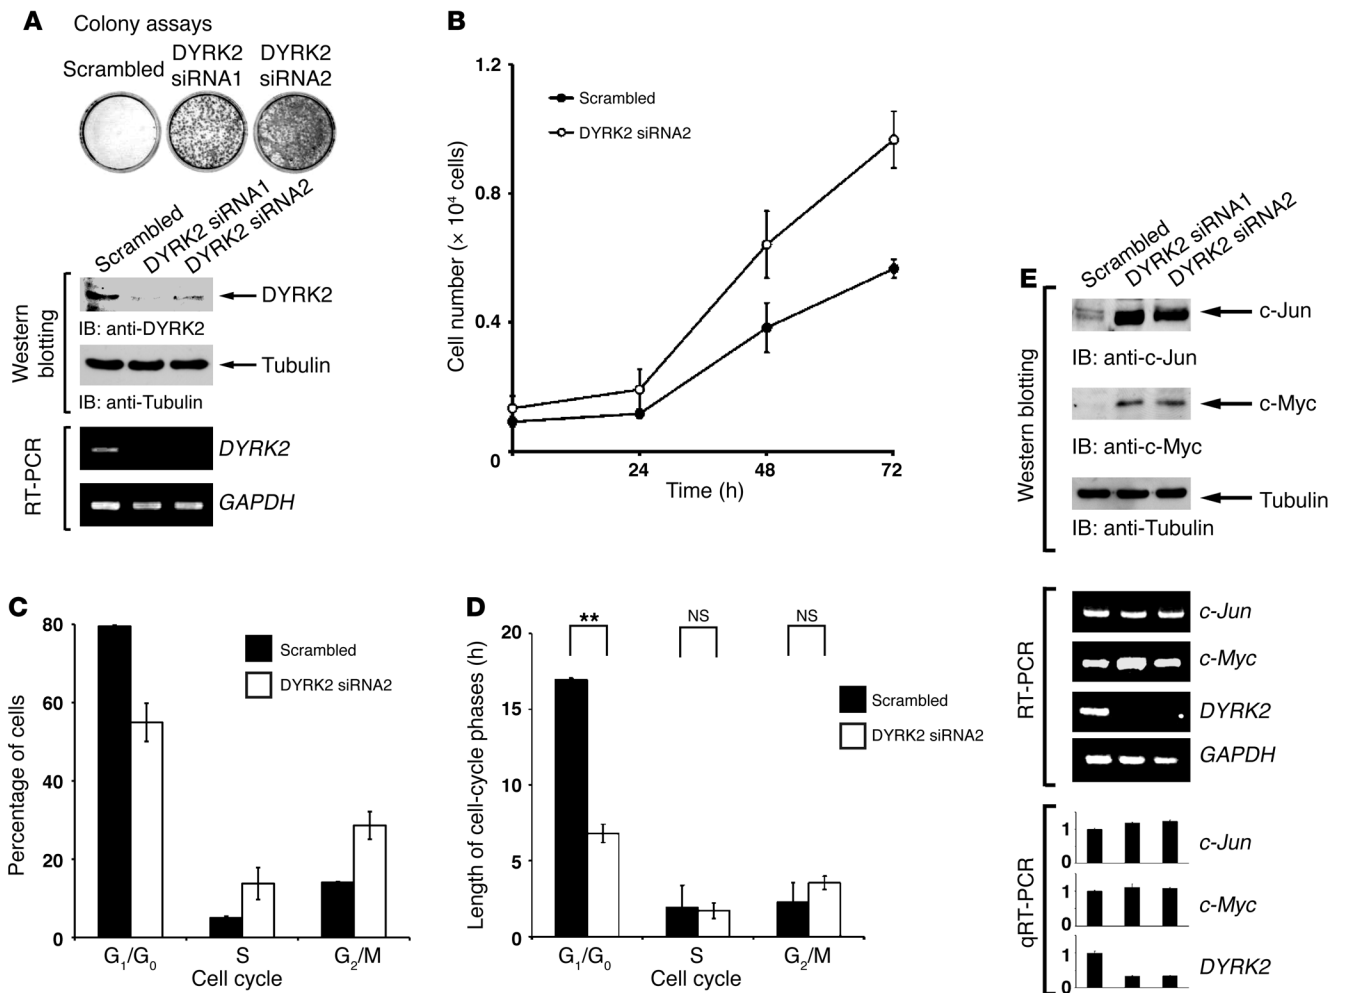 A
Colony assays
Scrambled
DYRK2
siRNA1
DYRK2
siRNA2
Scrambled
DYRK2 siRNA1
DYRK2 siRNA2
Western
blotting
DYRK2
IB: anti-DYRK2
Tubulin
IB: anti-Tubulin
RT-PCR
DYRK2
GAPDH
B
Cell number (× 10⁴ cells)
1.2
0.8
0.4
0
Scrambled
DYRK2 siRNA2
24
48
72
Time (h)
C
Percentage of cells
80
60
40
20
0
Scrambled
DYRK2 siRNA2
G₁/G₀
S
G₂/M
Cell cycle
D
Length of cell-cycle phases (h)
20
15
10
5
0
**
NS
NS
Scrambled
DYRK2 siRNA2
G₁/G₀
S
G₂/M
Cell cycle
E
Scrambled
DYRK2 siRNA1
DYRK2 siRNA2
Western blotting
c-Jun
IB: anti-c-Jun
c-Myc
IB: anti-c-Myc
Tubulin
IB: anti-Tubulin
RT-PCR
c-Jun
c-Myc
DYRK2
GAPDH
qRT-PCR
1
0
c-Jun
1
0
c-Myc
1
0
DYRK2